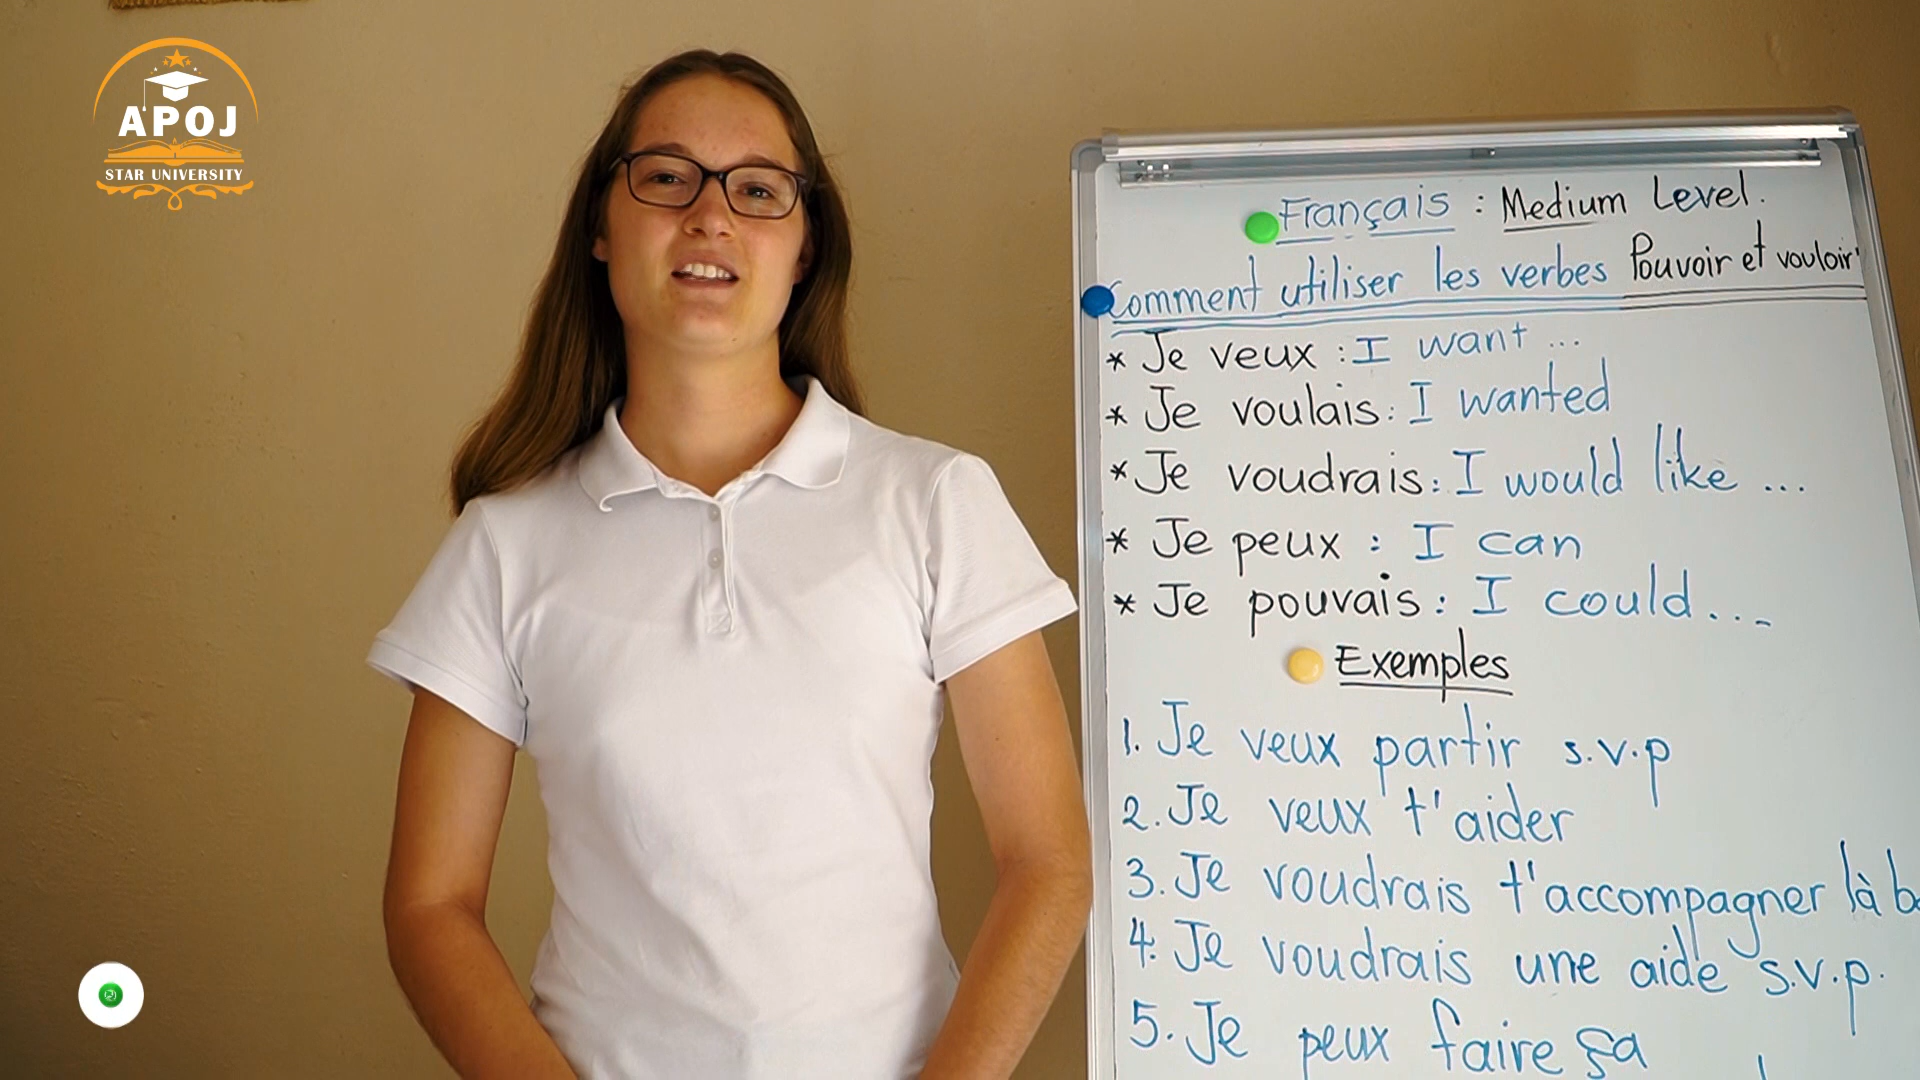 APOJ
STAR UNIVERSITY
Français : Medium Level.
Comment utiliser les verbes Pouvoir et vouloir
* Je veux : I want ...
* Je voulais : I wanted
* Je voudrais : I would like ...
* Je peux : I can
* Je pouvais : I could ...
Exemples
1. Je veux partir s.v.p
2. Je veux t'aider
3. Je voudrais t'accompagner là
4. Je voudrais une aide s.v.p.
5. Je peux faire ça